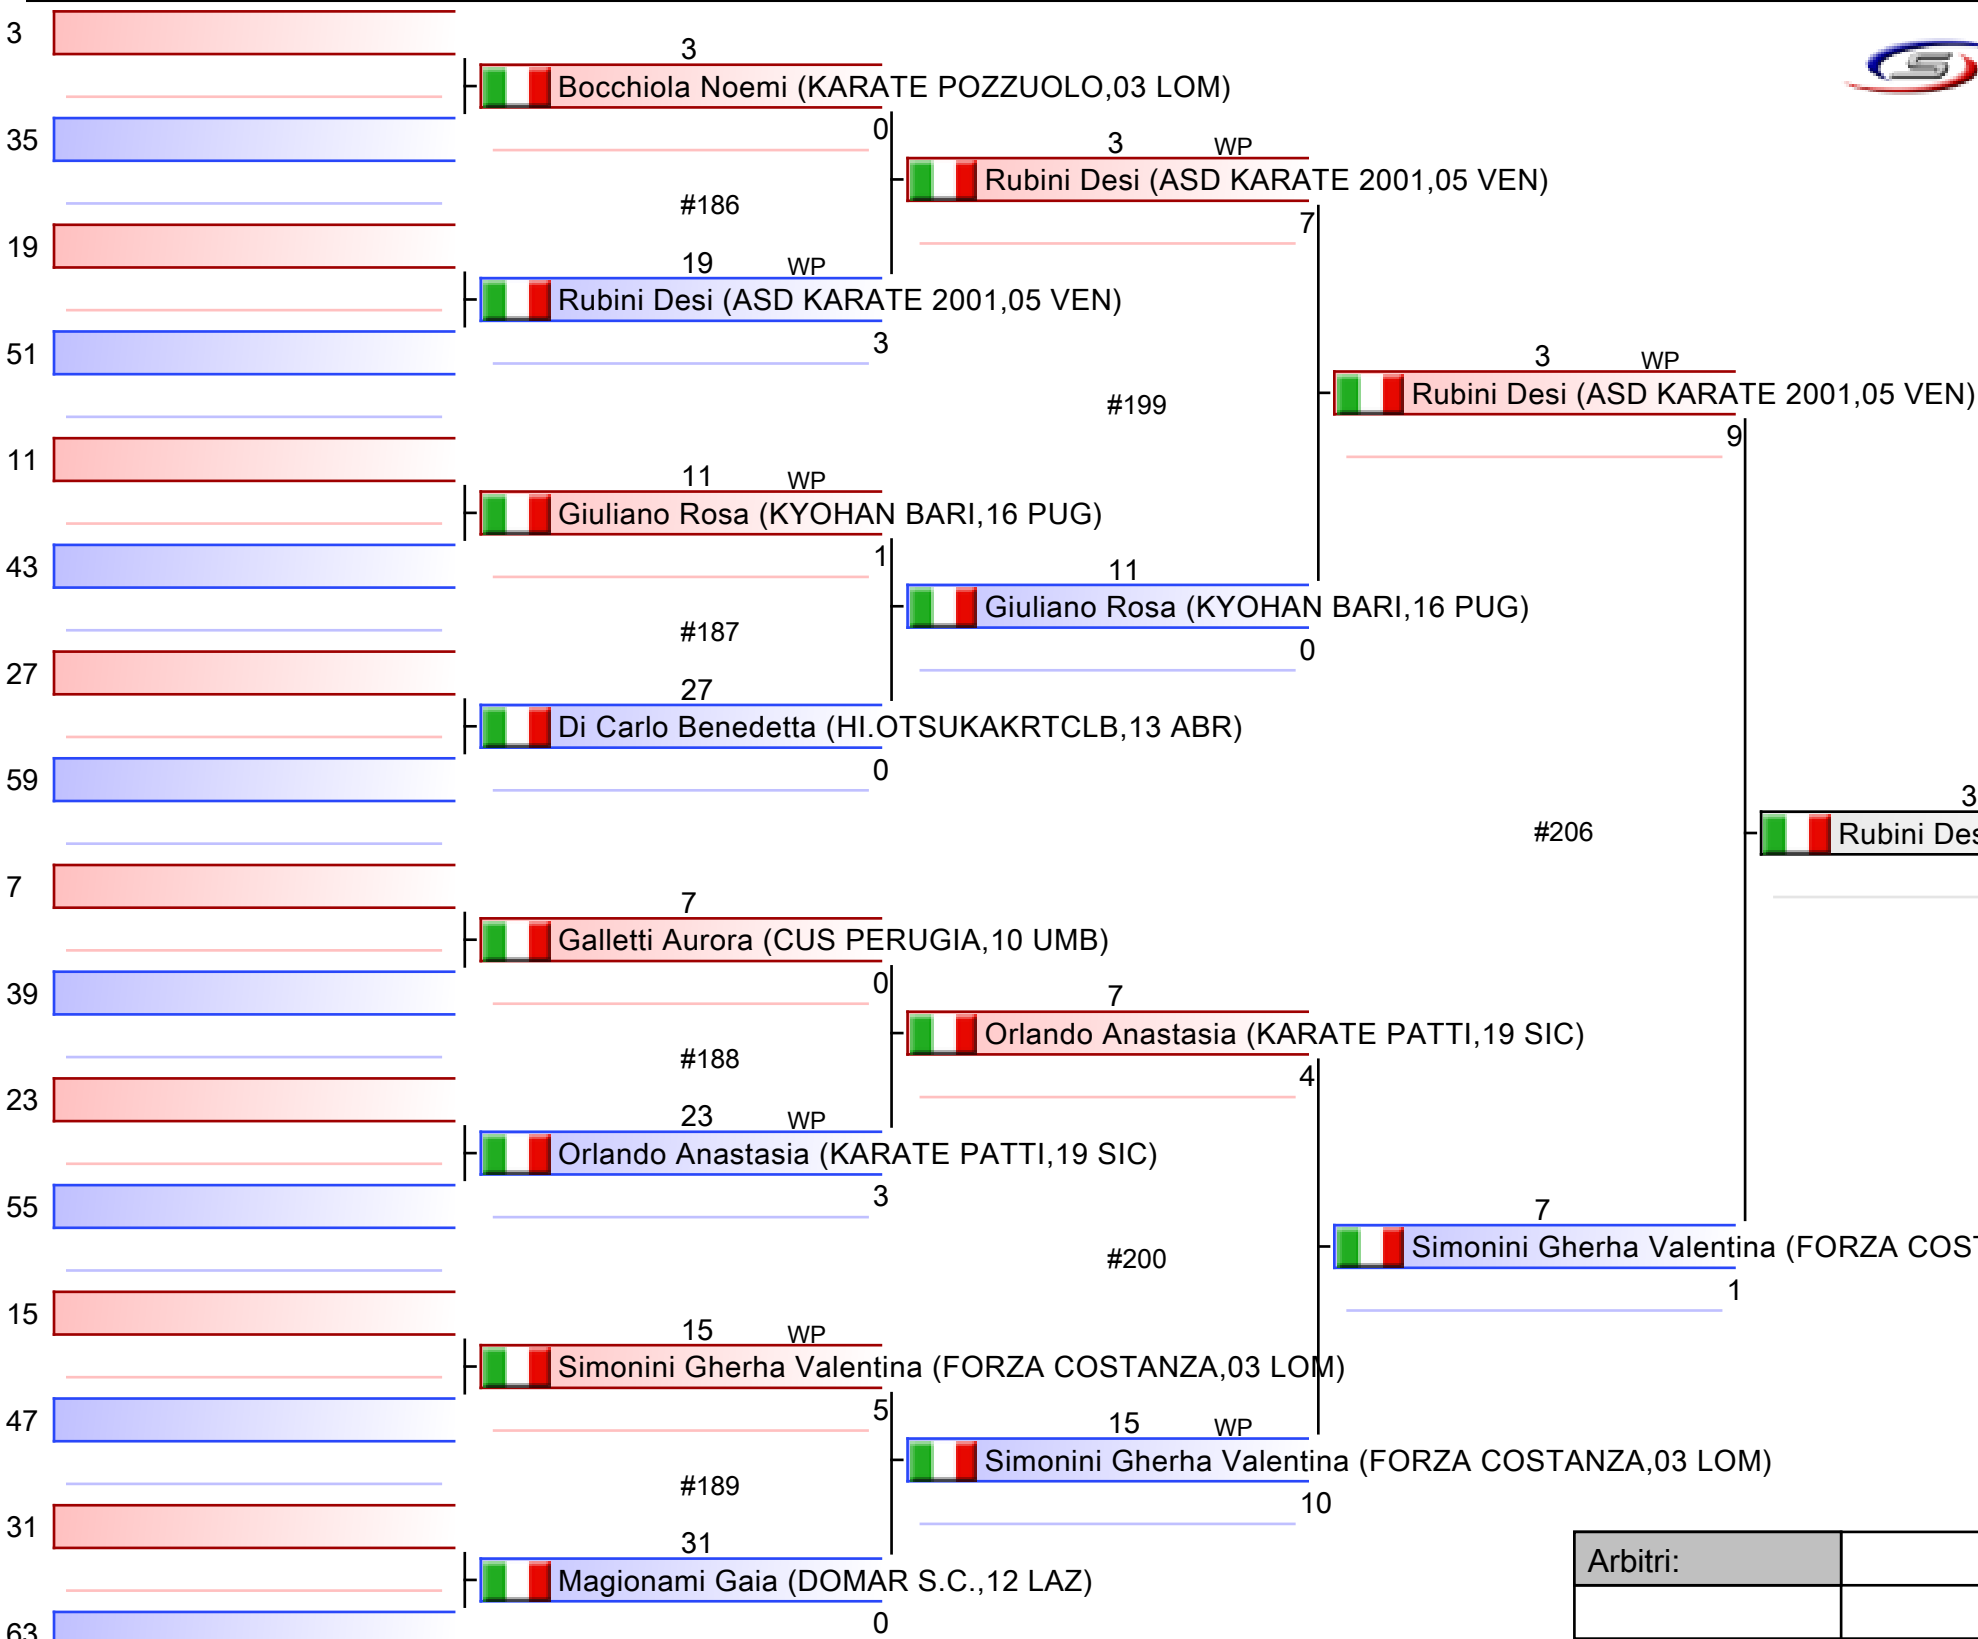 3
3
Bocchiola Noemi (KARATE POZZUOLO,03 LOM)
0
35
3 WP
Rubini Desi (ASD KARATE 2001,05 VEN)
7
#186
19
19 WP
Rubini Desi (ASD KARATE 2001,05 VEN)
3
51
3 WP
Rubini Desi (ASD KARATE 2001,05 VEN)
9
#199
11
11 WP
Giuliano Rosa (KYOHAN BARI,16 PUG)
1
43
11
Giuliano Rosa (KYOHAN BARI,16 PUG)
0
#187
27
27
Di Carlo Benedetta (HI.OTSUKAKRTCLB,13 ABR)
0
59
3
#206
Rubini Des
7
7
Galletti Aurora (CUS PERUGIA,10 UMB)
0
39
7
Orlando Anastasia (KARATE PATTI,19 SIC)
4
#188
23
23 WP
Orlando Anastasia (KARATE PATTI,19 SIC)
3
55
7
Simonini Gherha Valentina (FORZA COS
1
#200
15
15 WP
Simonini Gherha Valentina (FORZA COSTANZA,03 LOM)
5
47
15 WP
Simonini Gherha Valentina (FORZA COSTANZA,03 LOM)
10
#189
31
31
Magionami Gaia (DOMAR S.C.,12 LAZ)
0
63
Arbitri: